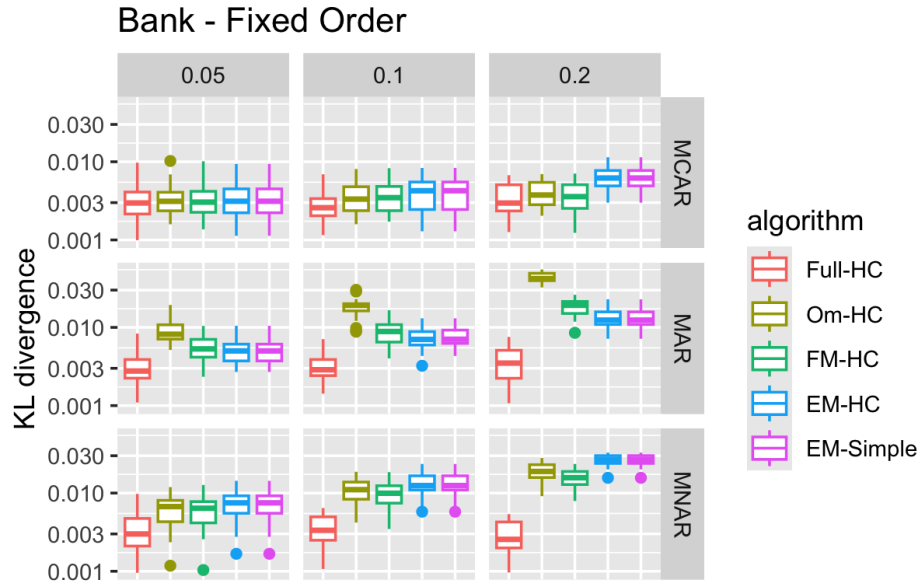 Bank - Fixed Order
0.05
0.1
0.2
KL divergence
0.030
0.010
0.003
0.001
MCAR
0.030
0.010
0.003
0.001
MAR
0.030
0.010
0.003
0.001
MNAR
algorithm
Full-HC
Om-HC
FM-HC
EM-HC
EM-Simple